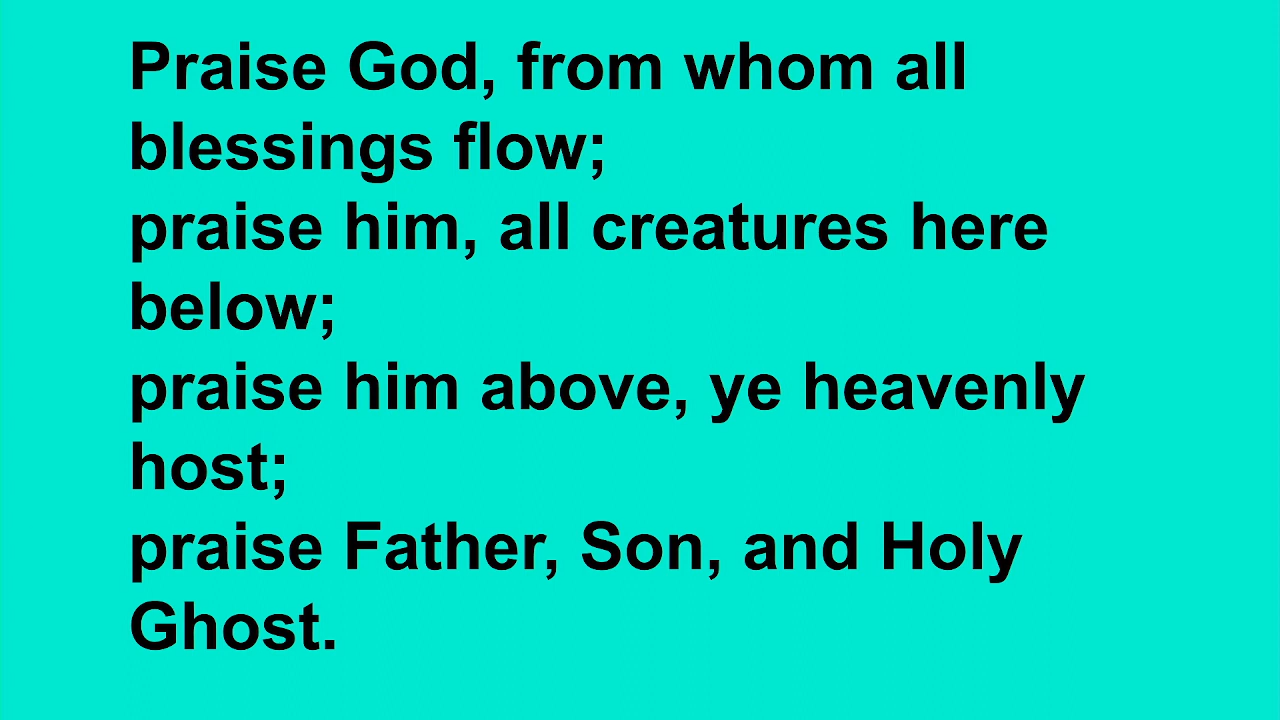 Praise God, from whom all
blessings flow;
praise him, all creatures here
below;
praise him above, ye heavenly
host;
praise Father, Son, and Holy
Ghost.